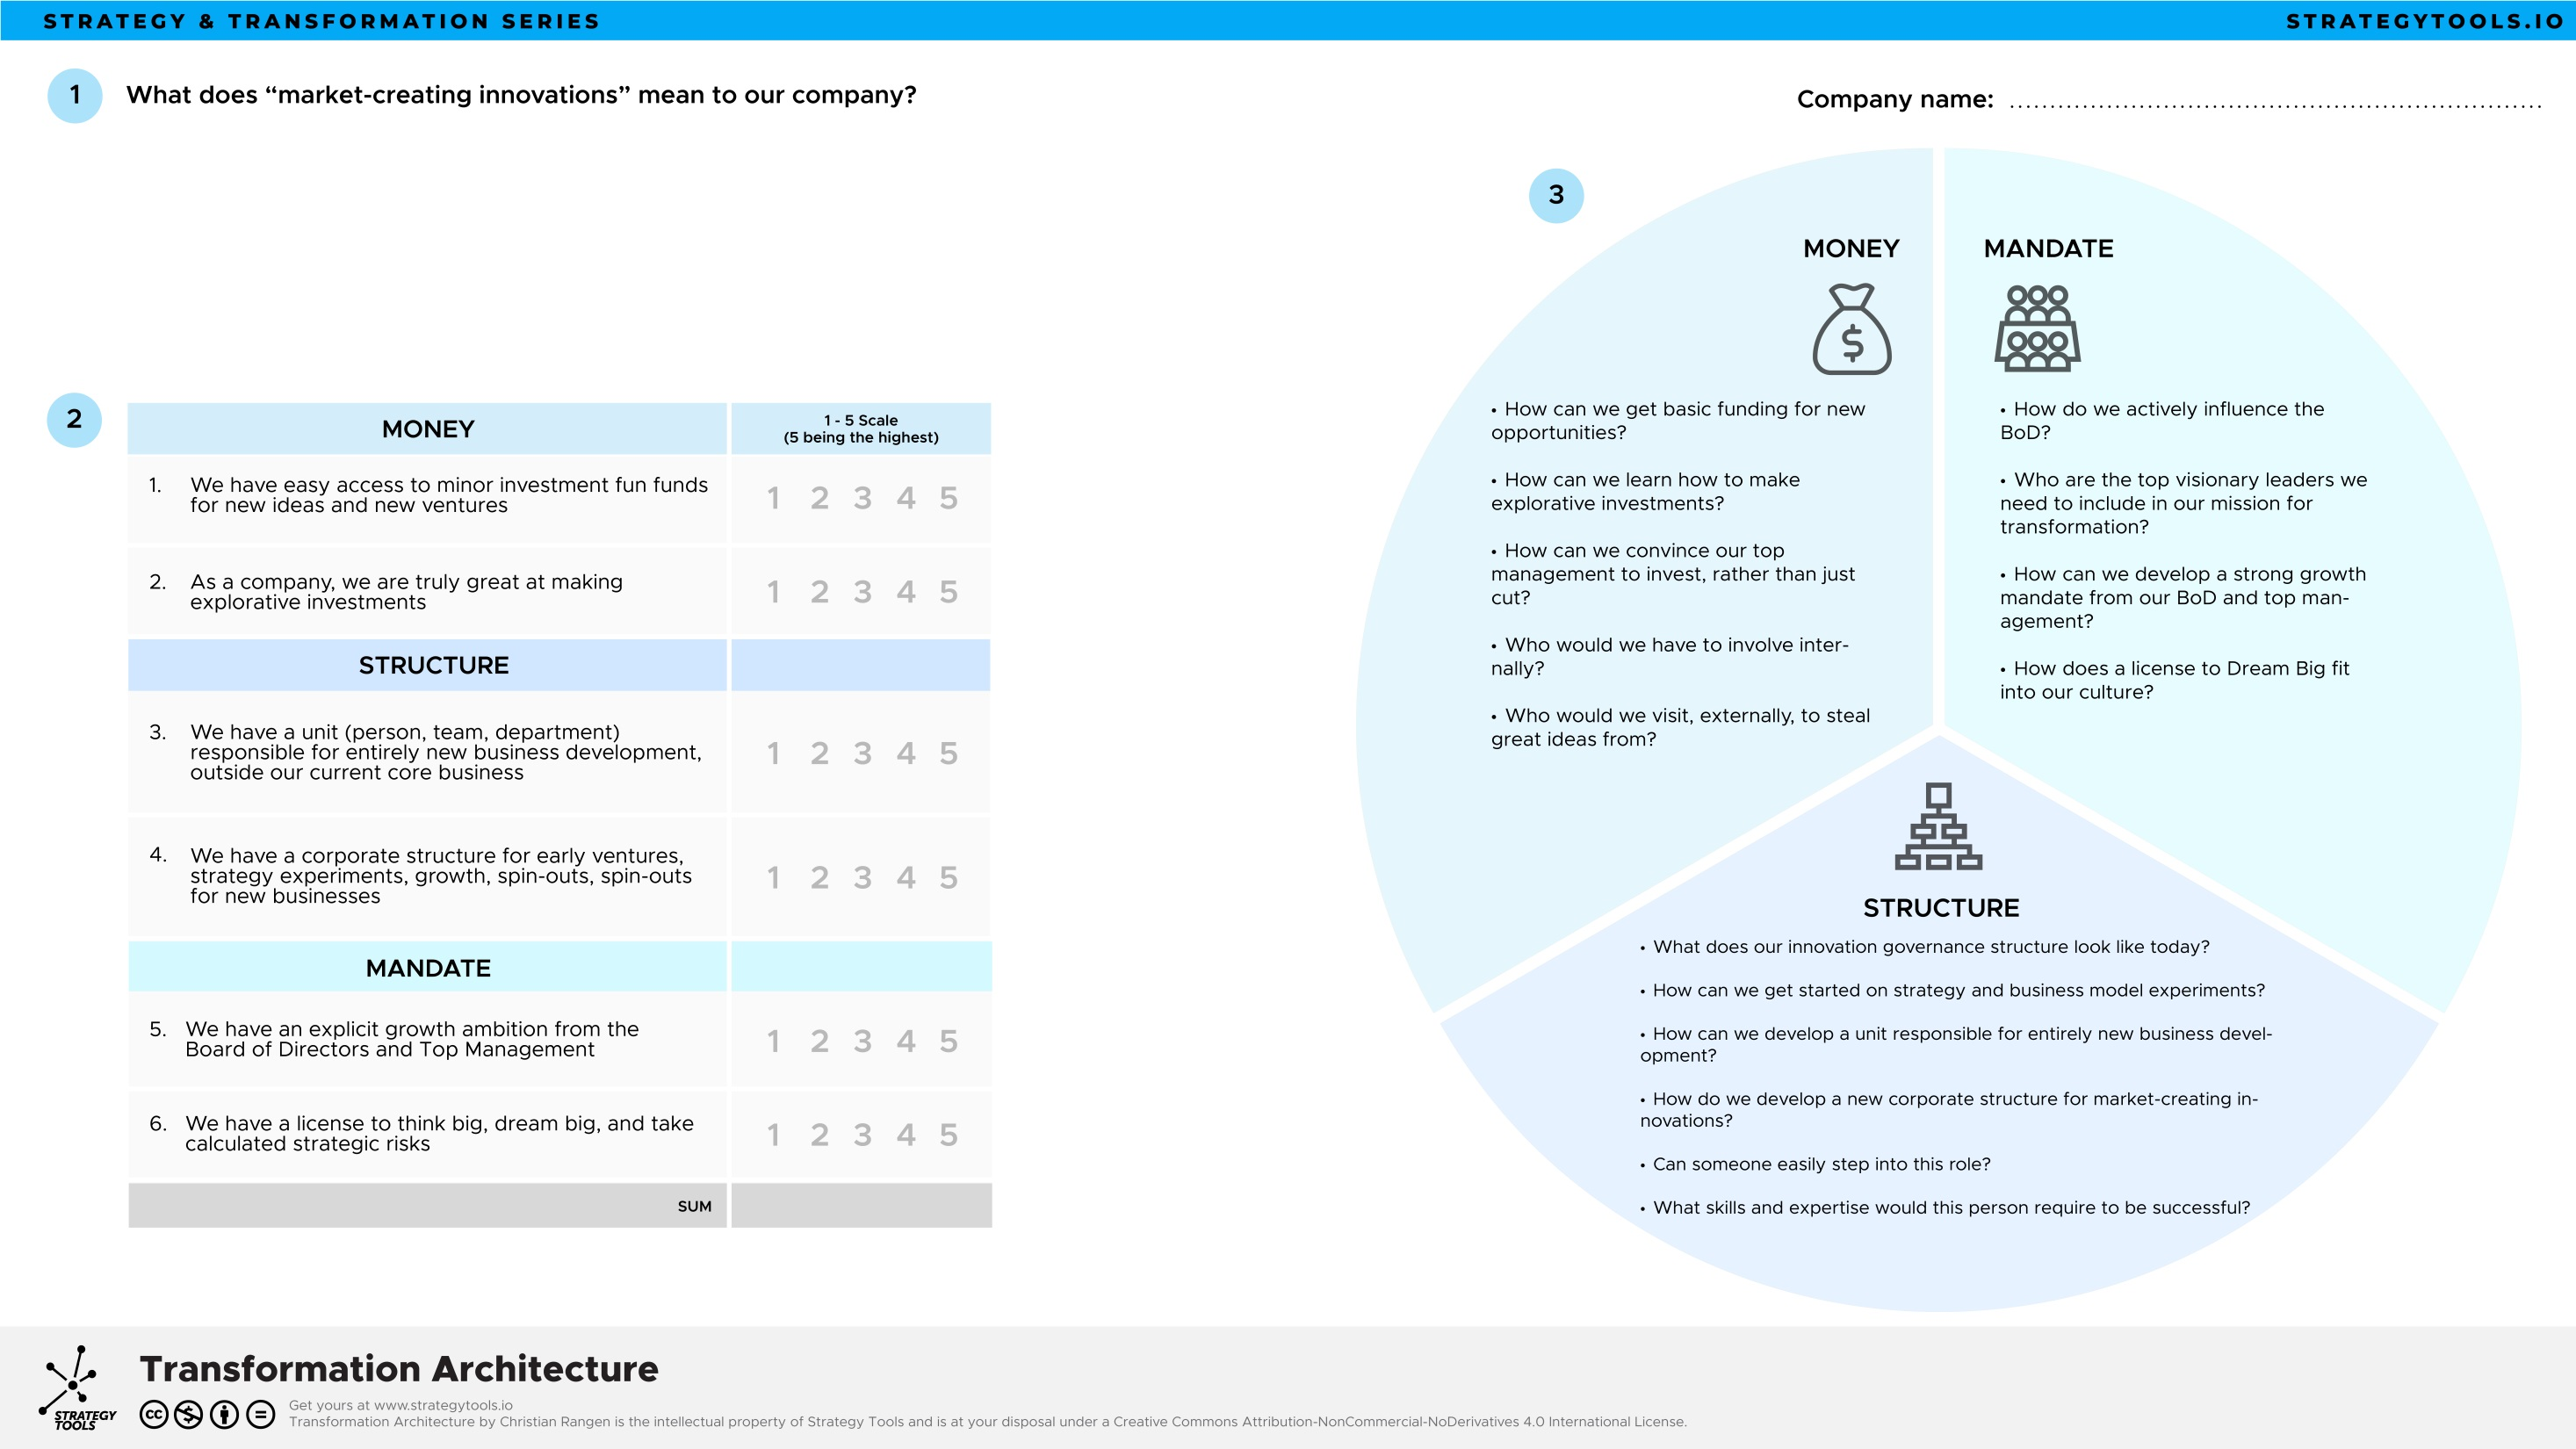 STRATEGY & TRANSFORMATION SERIES
STRATEGYTOOLS.IO
1
What does “market-creating innovations” mean to our company?
Company name: ..................................................................
2
MONEY
1 - 5 Scale
(5 being the highest)
1. We have easy access to minor investment fun funds
for new ideas and new ventures
1 2 3 4 5
2. As a company, we are truly great at making
explorative investments
1 2 3 4 5
STRUCTURE
3. We have a unit (person, team, department)
responsible for entirely new business development,
outside our current core business
1 2 3 4 5
4. We have a corporate structure for early ventures,
strategy experiments, growth, spin-outs, spin-outs
for new businesses
1 2 3 4 5
MANDATE
5. We have an explicit growth ambition from the
Board of Directors and Top Management
1 2 3 4 5
6. We have a license to think big, dream big, and take
calculated strategic risks
1 2 3 4 5
SUM
3
MONEY
$
• How can we get basic funding for new
opportunities?
• How can we learn how to make
explorative investments?
• How can we convince our top
management to invest, rather than just
cut?
• Who would we have to involve inter-
nally?
• Who would we visit, externally, to steal
great ideas from?
MANDATE
• How do we actively influence the
BoD?
• Who are the top visionary leaders we
need to include in our mission for
transformation?
• How can we develop a strong growth
mandate from our BoD and top man-
agement?
• How does a license to Dream Big fit
into our culture?
STRUCTURE
• What does our innovation governance structure look like today?
• How can we get started on strategy and business model experiments?
• How can we develop a unit responsible for entirely new business devel-
opment?
• How do we develop a new corporate structure for market-creating in-
novations?
• Can someone easily step into this role?
• What skills and expertise would this person require to be successful?
STRATEGY
TOOLS
Transformation Architecture
cc $ =
Get yours at www.strategytools.io
Transformation Architecture by Christian Rangen is the intellectual property of Strategy Tools and is at your disposal under a Creative Commons Attribution-NonCommercial-NoDerivatives 4.0 International License.